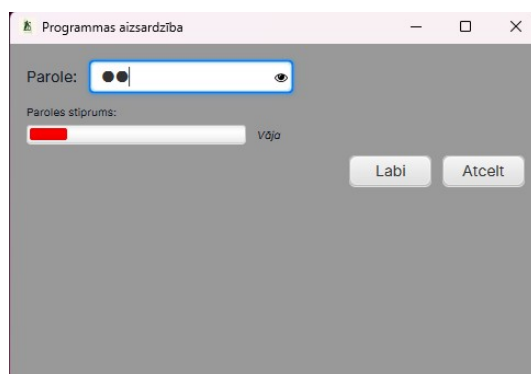 Programmas aizsardzība
Parole: ●●
Paroles stiprums:
Vāja
Labi Atcelt